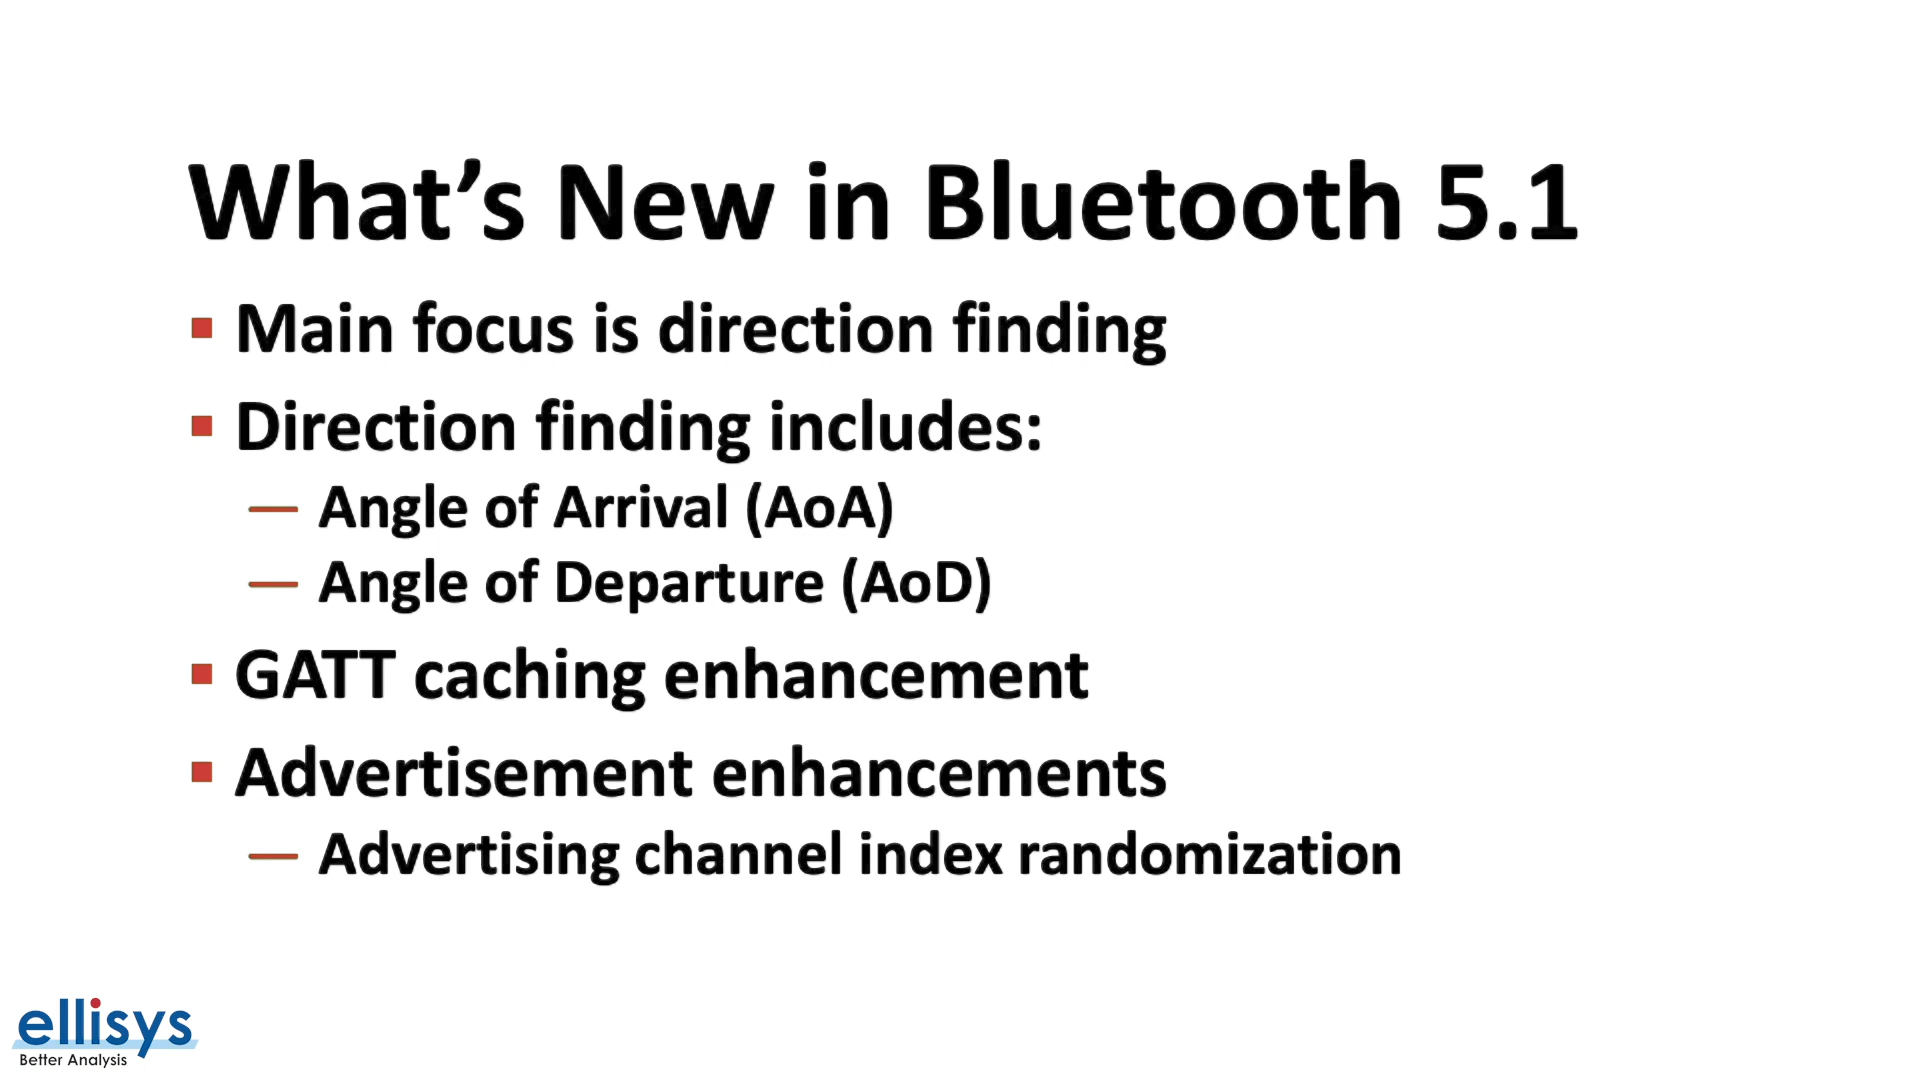 What’s New in Bluetooth 5.1
▪ Main focus is direction finding
▪ Direction finding includes:
— Angle of Arrival (AoA)
— Angle of Departure (AoD)
▪ GATT caching enhancement
▪ Advertisement enhancements
— Advertising channel index randomization
ellisys
Better Analysis